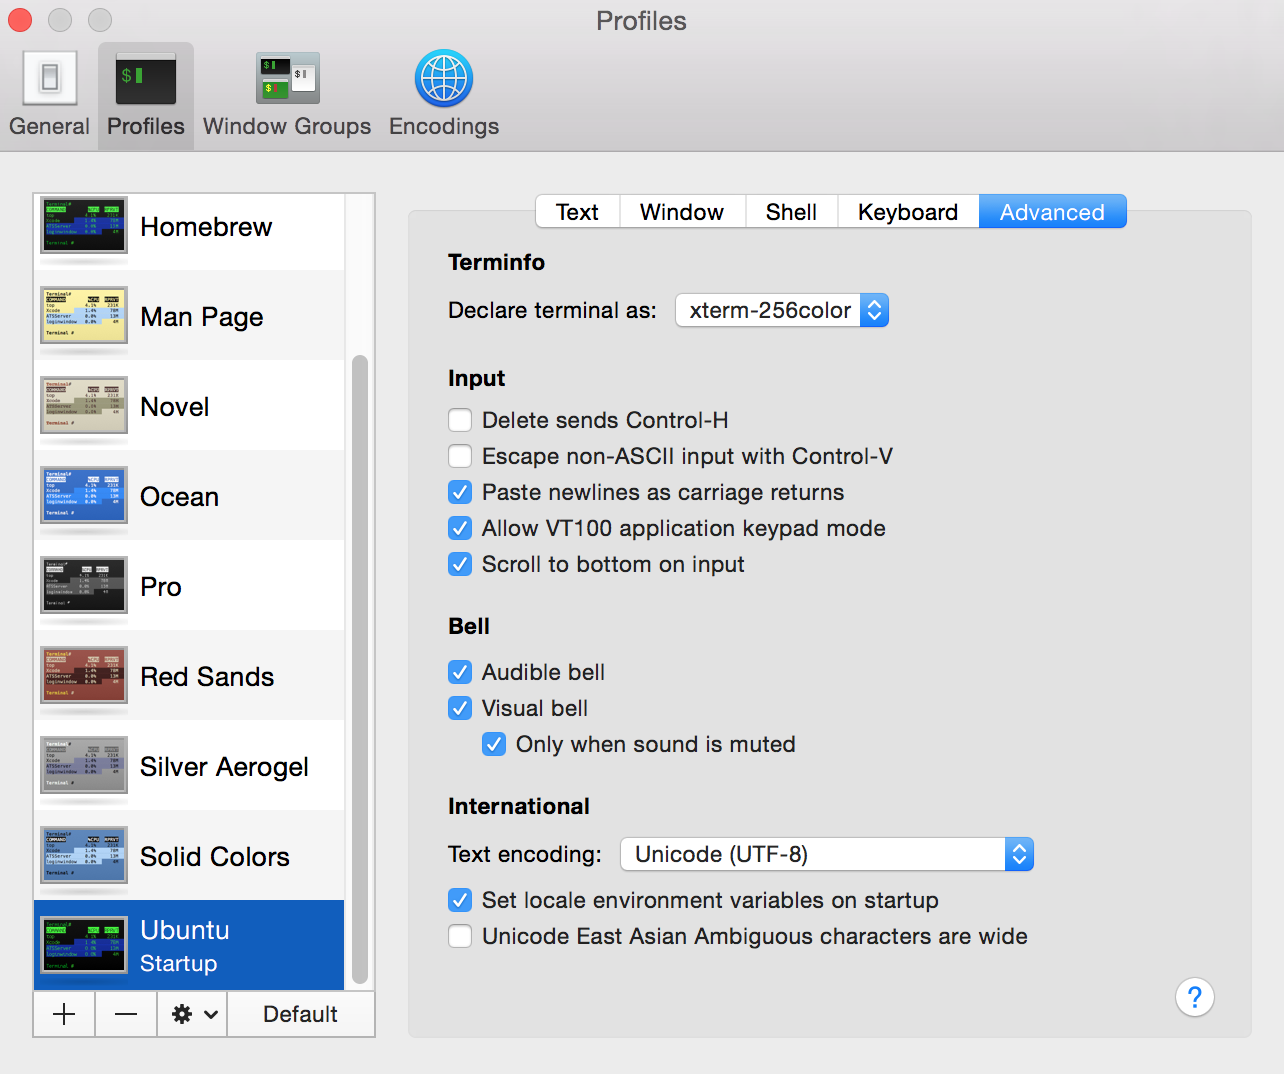 Profiles
General
Profiles
Window Groups
Encodings
Homebrew
Man Page
Novel
Ocean
Pro
Red Sands
Silver Aerogel
Solid Colors
Ubuntu
Startup
Default
Text
Window
Shell
Keyboard
Advanced
Terminfo
Declare terminal as: xterm-256color
Input
Delete sends Control-H
Escape non-ASCII input with Control-V
Paste newlines as carriage returns
Allow VT100 application keypad mode
Scroll to bottom on input
Bell
Audible bell
Visual bell
Only when sound is muted
International
Text encoding: Unicode (UTF-8)
Set locale environment variables on startup
Unicode East Asian Ambiguous characters are wide
?